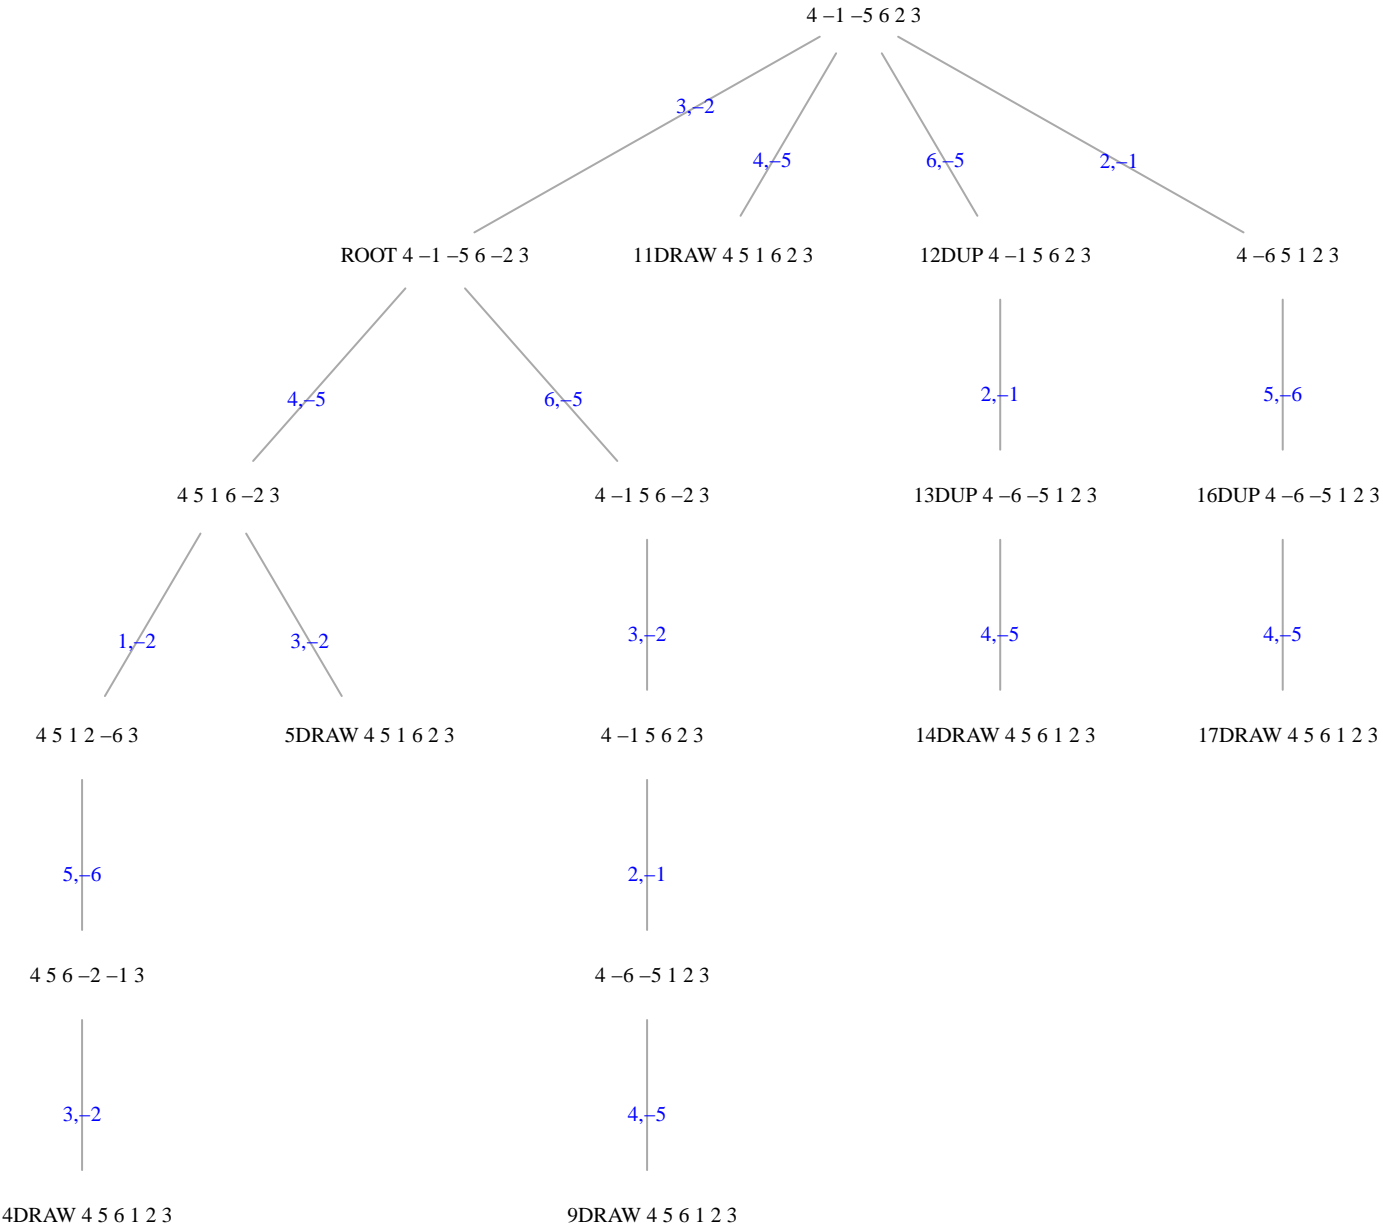 4 –1 –5 6 2 3
3,–2
4,–5
6,–5
2,–1
ROOT 4 –1 –5 6 –2 3
11DRAW 4 5 1 6 2 3
12DUP 4 –1 5 6 2 3
4 –6 5 1 2 3
4,–5
6,–5
2,–1
5,–6
4 5 1 6 –2 3
4 –1 5 6 –2 3
13DUP 4 –6 –5 1 2 3
16DUP 4 –6 –5 1 2 3
1,–2
3,–2
3,–2
4,–5
4,–5
4 5 1 2 –6 3
5DRAW 4 5 1 6 2 3
4 –1 5 6 2 3
14DRAW 4 5 6 1 2 3
17DRAW 4 5 6 1 2 3
5,–6
2,–1
4 5 6 –2 –1 3
4 –6 –5 1 2 3
3,–2
4,–5
4DRAW 4 5 6 1 2 3
9DRAW 4 5 6 1 2 3